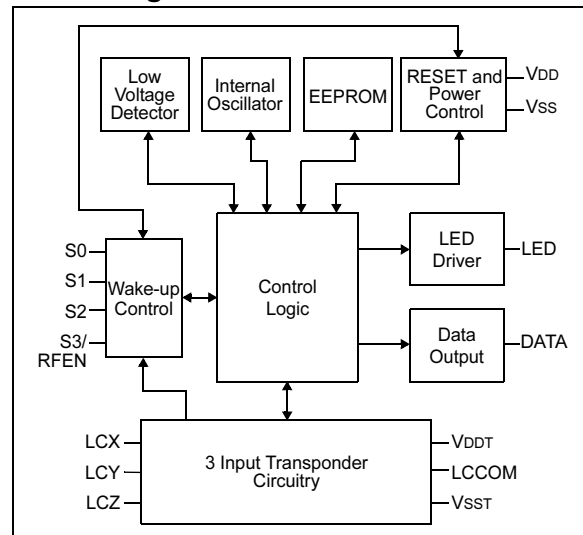 Low
Voltage
Detector
Internal
Oscillator
EEPROM
RESET and
Power
Control
VDD
VSS
S0
S1
S2
S3/
RFEN
Wake-up
Control
Control
Logic
LED
Driver
LED
Data
Output
DATA
LCX
LCY
LCZ
3 Input Transponder
Circuitry
VDDT
LCCOM
VSST